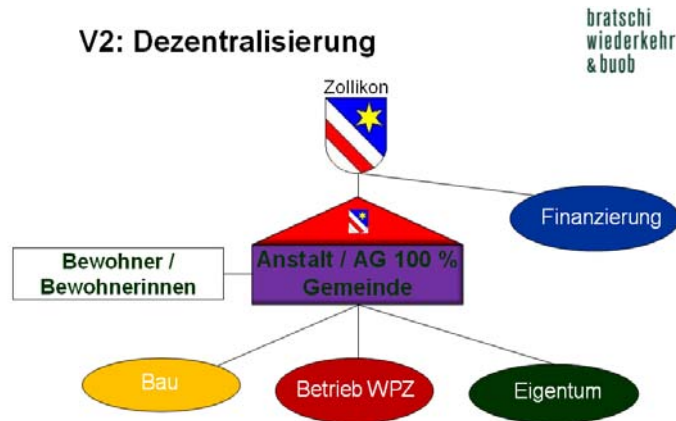 V2: Dezentralisierung
bratschi
wiederkehr
& buob
Zollikon
Finanzierung
Bewohner /
Bewohnerinnen
Anstalt / AG 100 %
Gemeinde
Bau
Betrieb WPZ
Eigentum